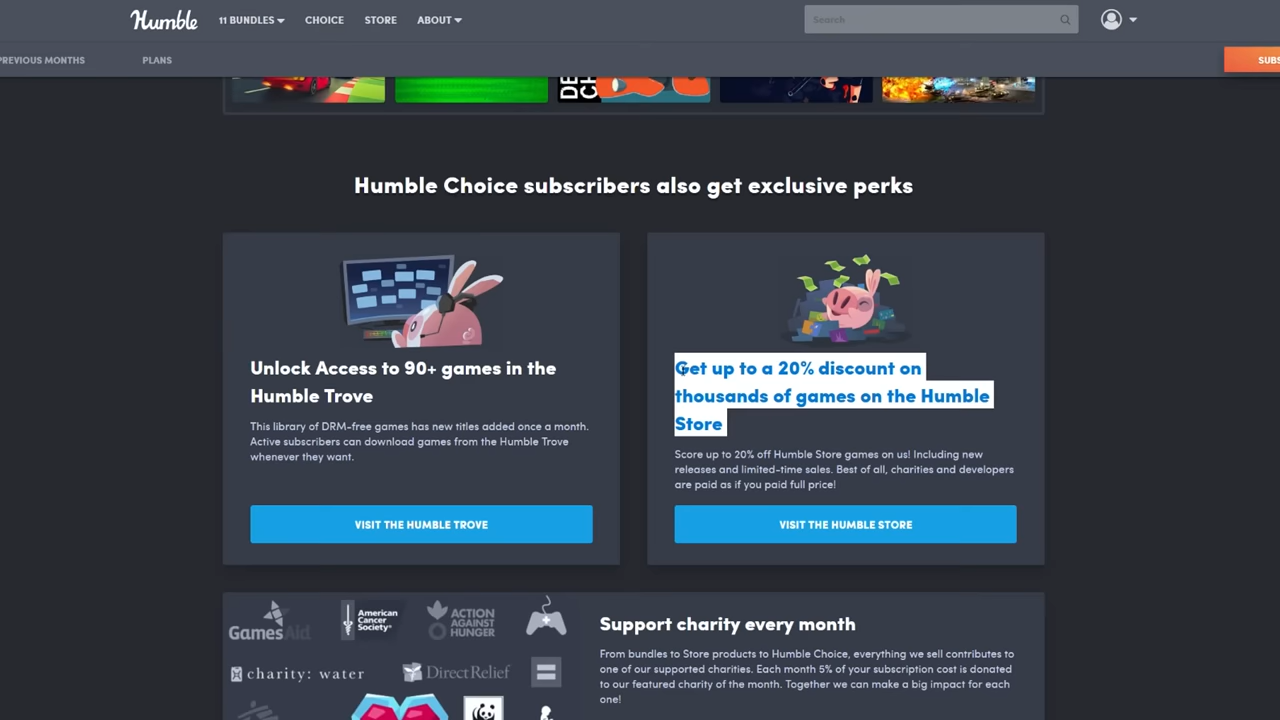 Humble
11 BUNDLES
CHOICE
STORE
ABOUT
Search
PREVIOUS MONTHS
PLANS
Humble Choice subscribers also get exclusive perks
Unlock Access to 90+ games in the
Humble Trove
This library of DRM-free games has new titles added once a month.
Active subscribers can download games from the Humble Trove
whenever they want.
VISIT THE HUMBLE TROVE
Get up to a 20% discount on
thousands of games on the Humble
Store
Score up to 20% off Humble Store games on us! Including new
releases and limited-time sales. Best of all, charities and developers
are paid as if you paid full price!
VISIT THE HUMBLE STORE
GamesAid
American
Cancer
Society
ACTION
AGAINST
HUNGER
charity: water
DirectRelief
Support charity every month
From bundles to Store products to Humble Choice, everything we sell contributes to
one of our supported charities. Each month 5% of your subscription cost is donated
to our featured charity of the month. Together we can make a big impact for each
one!